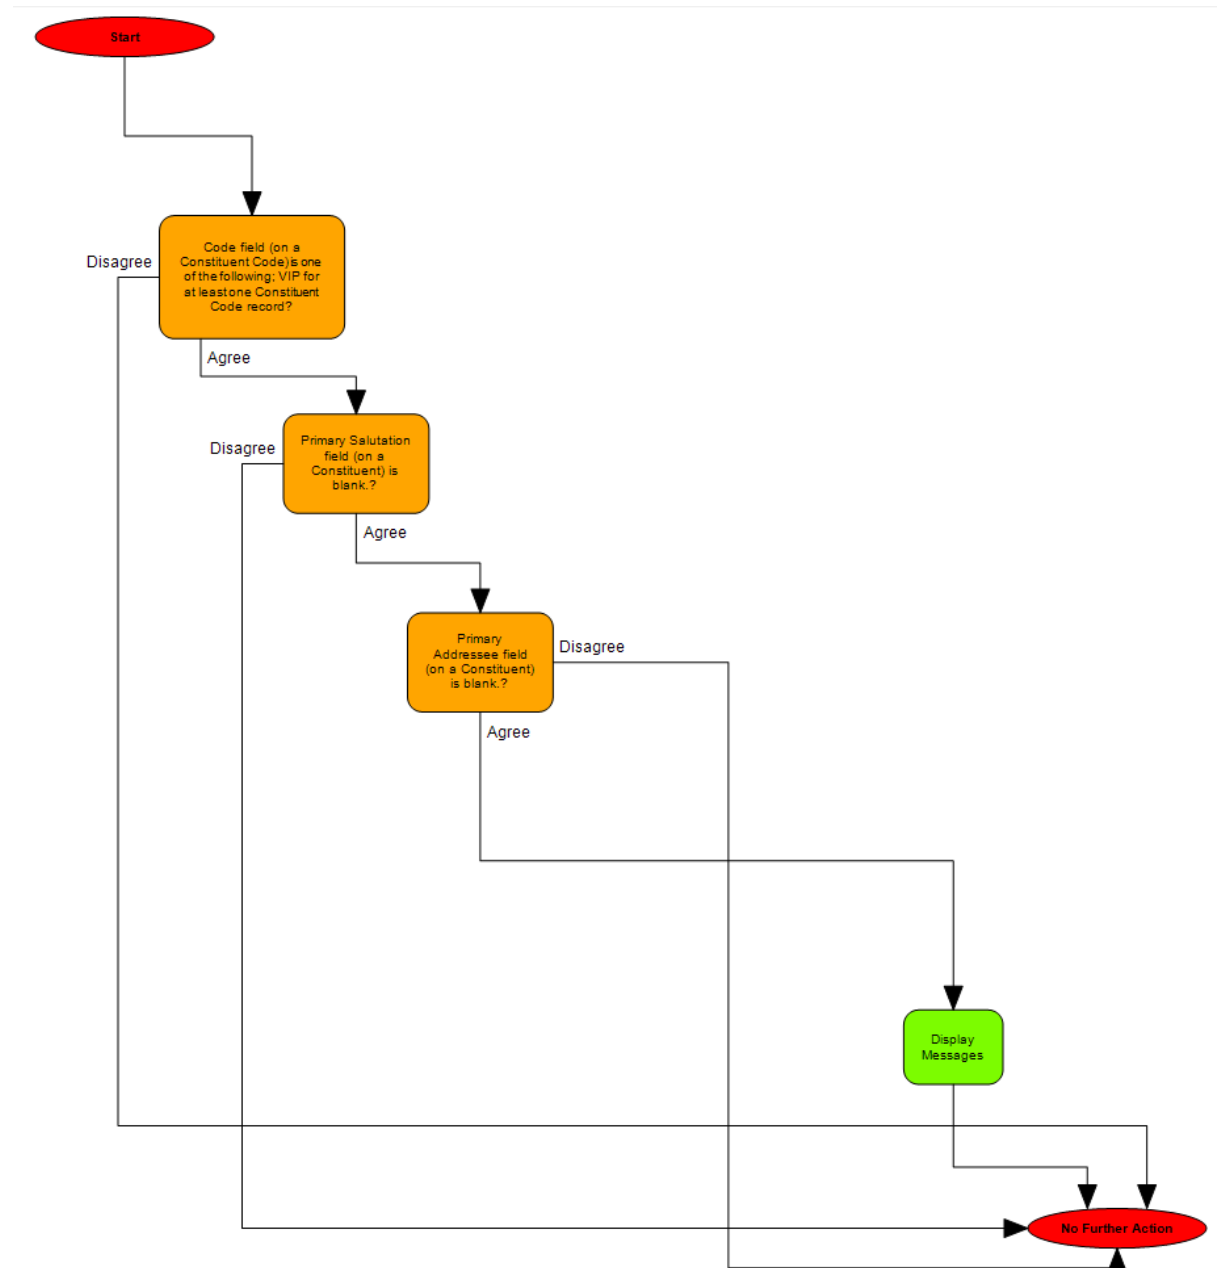 Start
Disagree
Code field (on a
Constituent Code)is one
of the following; VIP for
at least one Constituent
Code record?
Agree
Disagree
Primary Salutation
field (on a
Constituent) is
blank.?
Agree
Primary
Addressee field
(on a Constituent)
is blank.?
Disagree
Agree
Display
Messages
No Further Action